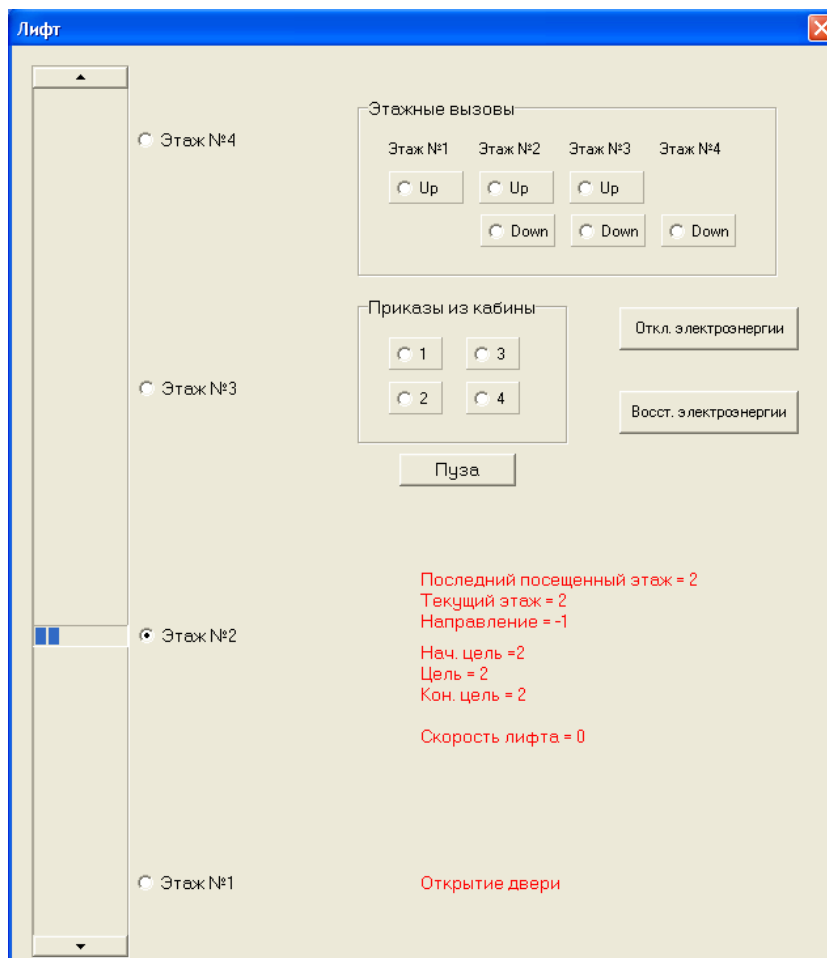 Лифт
Этаж №4
Этажные вызовы
Этаж №1 Этаж №2 Этаж №3 Этаж №4
Up Up Up
Down Down Down
Приказы из кабины
1 3
2 4
Откл. электроэнергии
Этаж №3
Восст. электроэнергии
Пуза
Последний посещенный этаж = 2
Текущий этаж = 2
Направление = -1
Этаж №2
Нач. цель =2
Цель = 2
Кон. цель = 2
Скорость лифта = 0
Этаж №1
Открытие двери